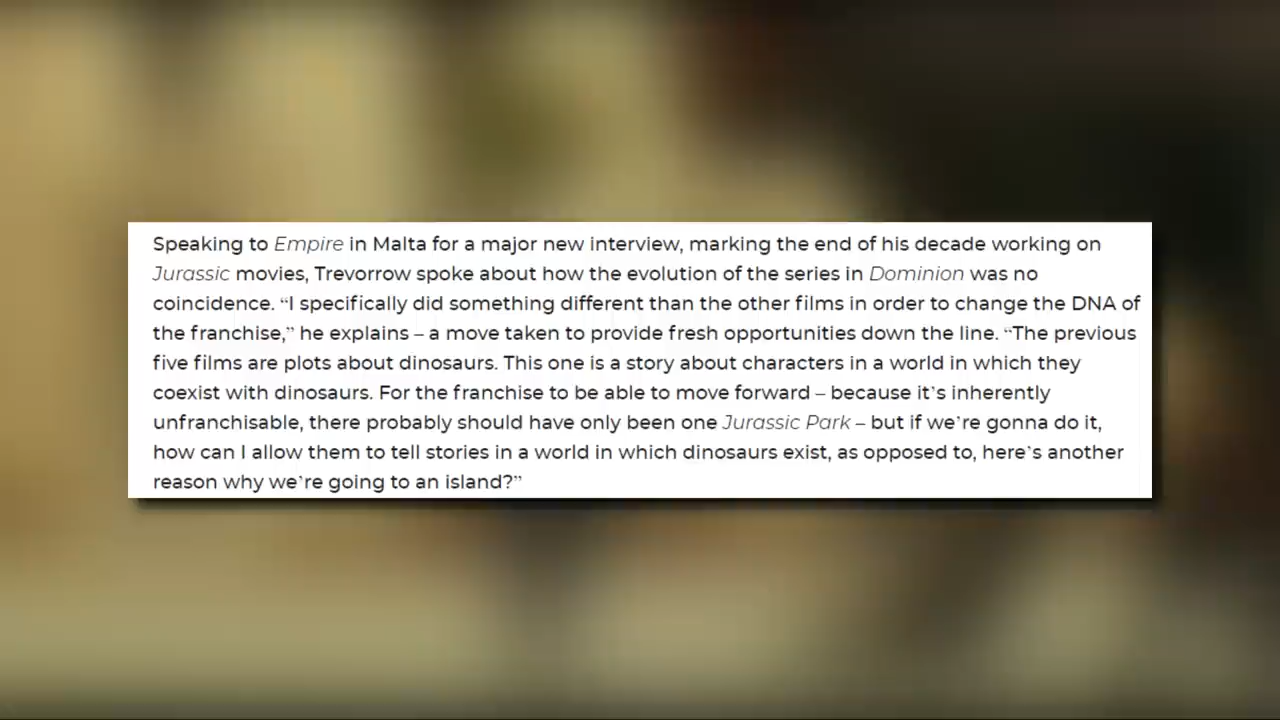 Speaking to Empire in Malta for a major new interview, marking the end of his decade working on
Jurassic movies, Trevorrow spoke about how the evolution of the series in Dominion was no
coincidence. “I specifically did something different than the other films in order to change the DNA of
the franchise,” he explains – a move taken to provide fresh opportunities down the line. “The previous
five films are plots about dinosaurs. This one is a story about characters in a world in which they
coexist with dinosaurs. For the franchise to be able to move forward – because it’s inherently
unfranchisable, there probably should have only been one Jurassic Park – but if we’re gonna do it,
how can I allow them to tell stories in a world in which dinosaurs exist, as opposed to, here’s another
reason why we’re going to an island?”